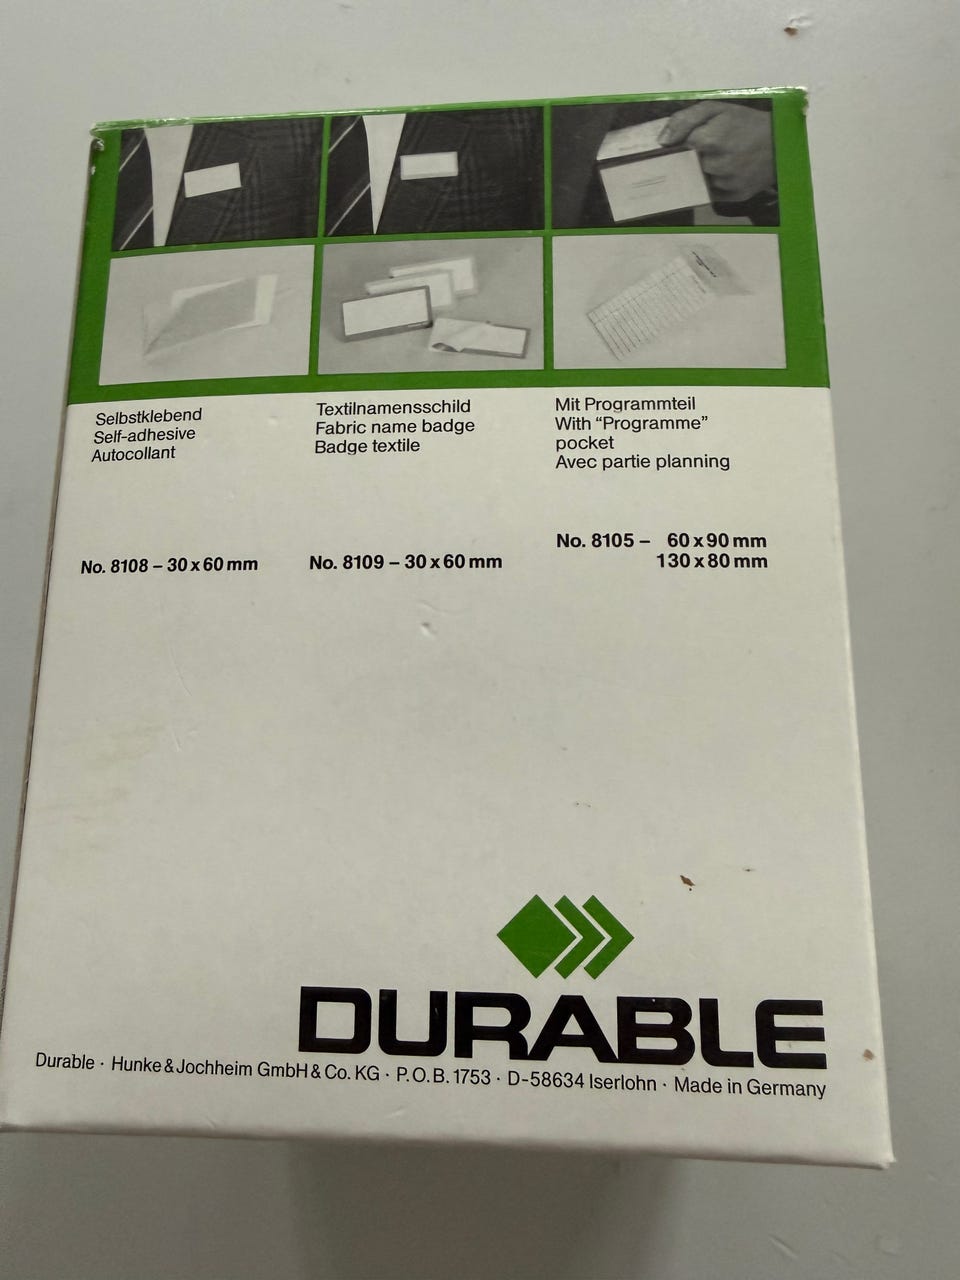 Selbstklebend
Self-adhesive
Autocollant
No. 8108 – 30 x 60 mm
Textilnamensschild
Fabric name badge
Badge textile
No. 8109 – 30 x 60 mm
Mit Programmteil
With “Programme”
pocket
Avec partie planning
No. 8105 – 60 x 90 mm
130 x 80 mm
DURABLE
Durable · Hunke & Jochheim GmbH & Co. KG · P.O.B. 1753 · D-58634 Iserlohn · Made in Germany